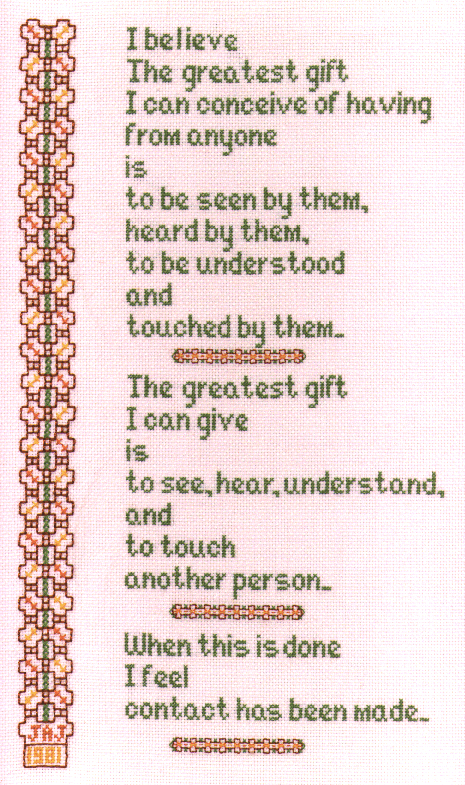 I believe
The greatest gift
I can conceive of having
from anyone
is
to be seen by them,
heard by them,
to be understood
and
touched by them.
The greatest gift
I can give
is
to see, hear, understand,
and
to touch
another person.
When this is done
I feel
contact has been made.
JAJ
1981